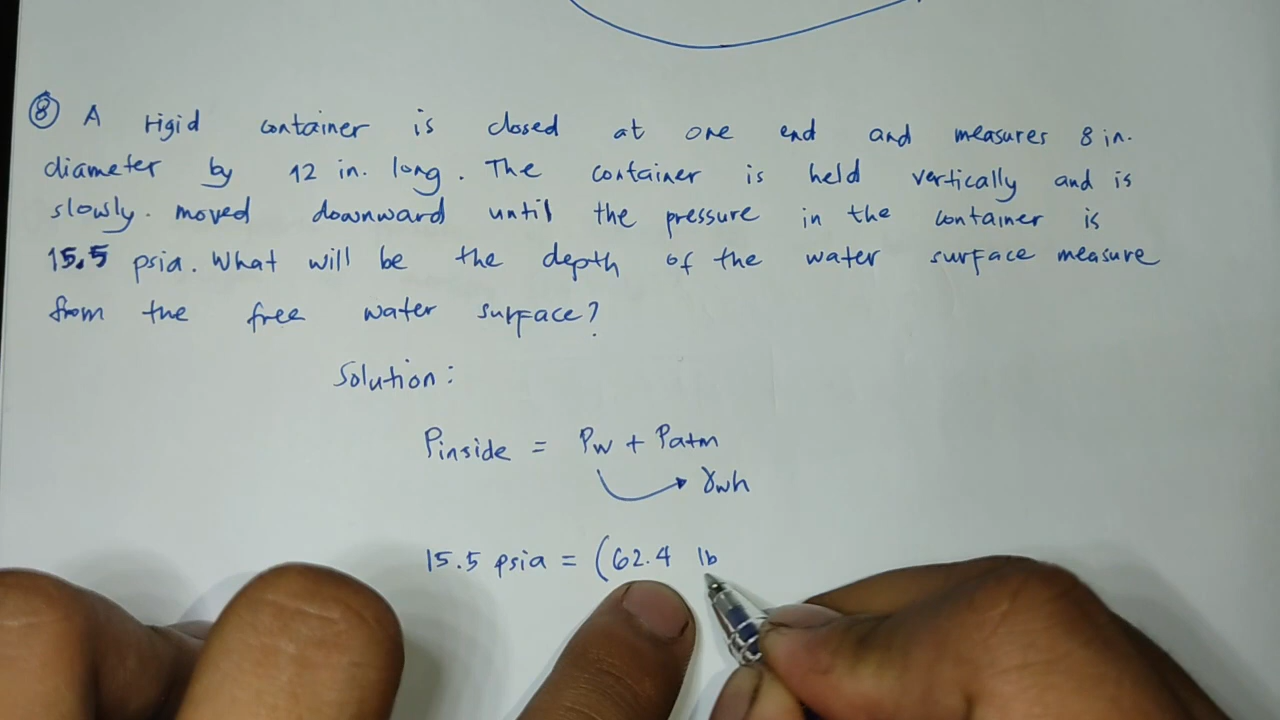 ⑧ A rigid container is closed at one end and measures 8 in.
diameter by 12 in. long. The container is held vertically and is
slowly. moved downward until the pressure in the container is
15.5 psia. What will be the depth of the water surface measure
from the free water surface?
Solution:
Pinside = Pw + Patm
γwh
15.5 psia = (62.4 lb